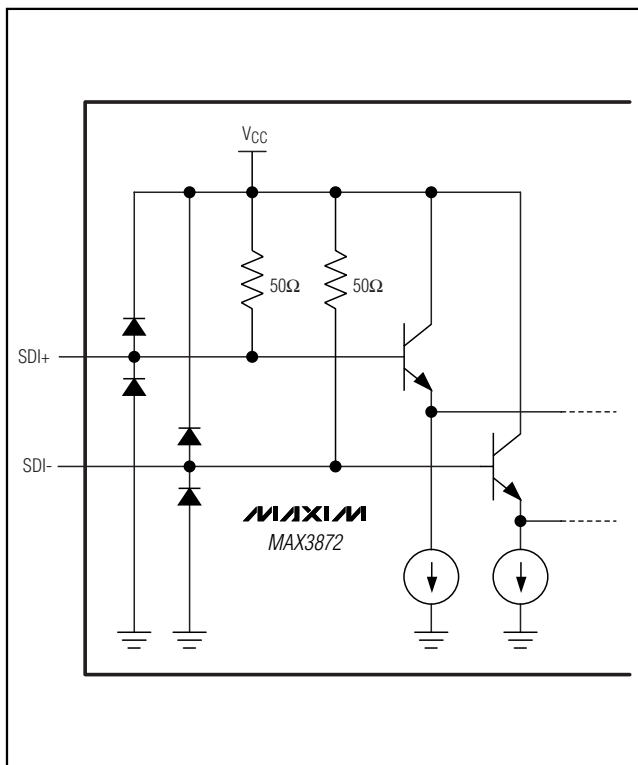 VCC
50Ω
50Ω
SDI+
SDI-
MAXIM
MAX3872